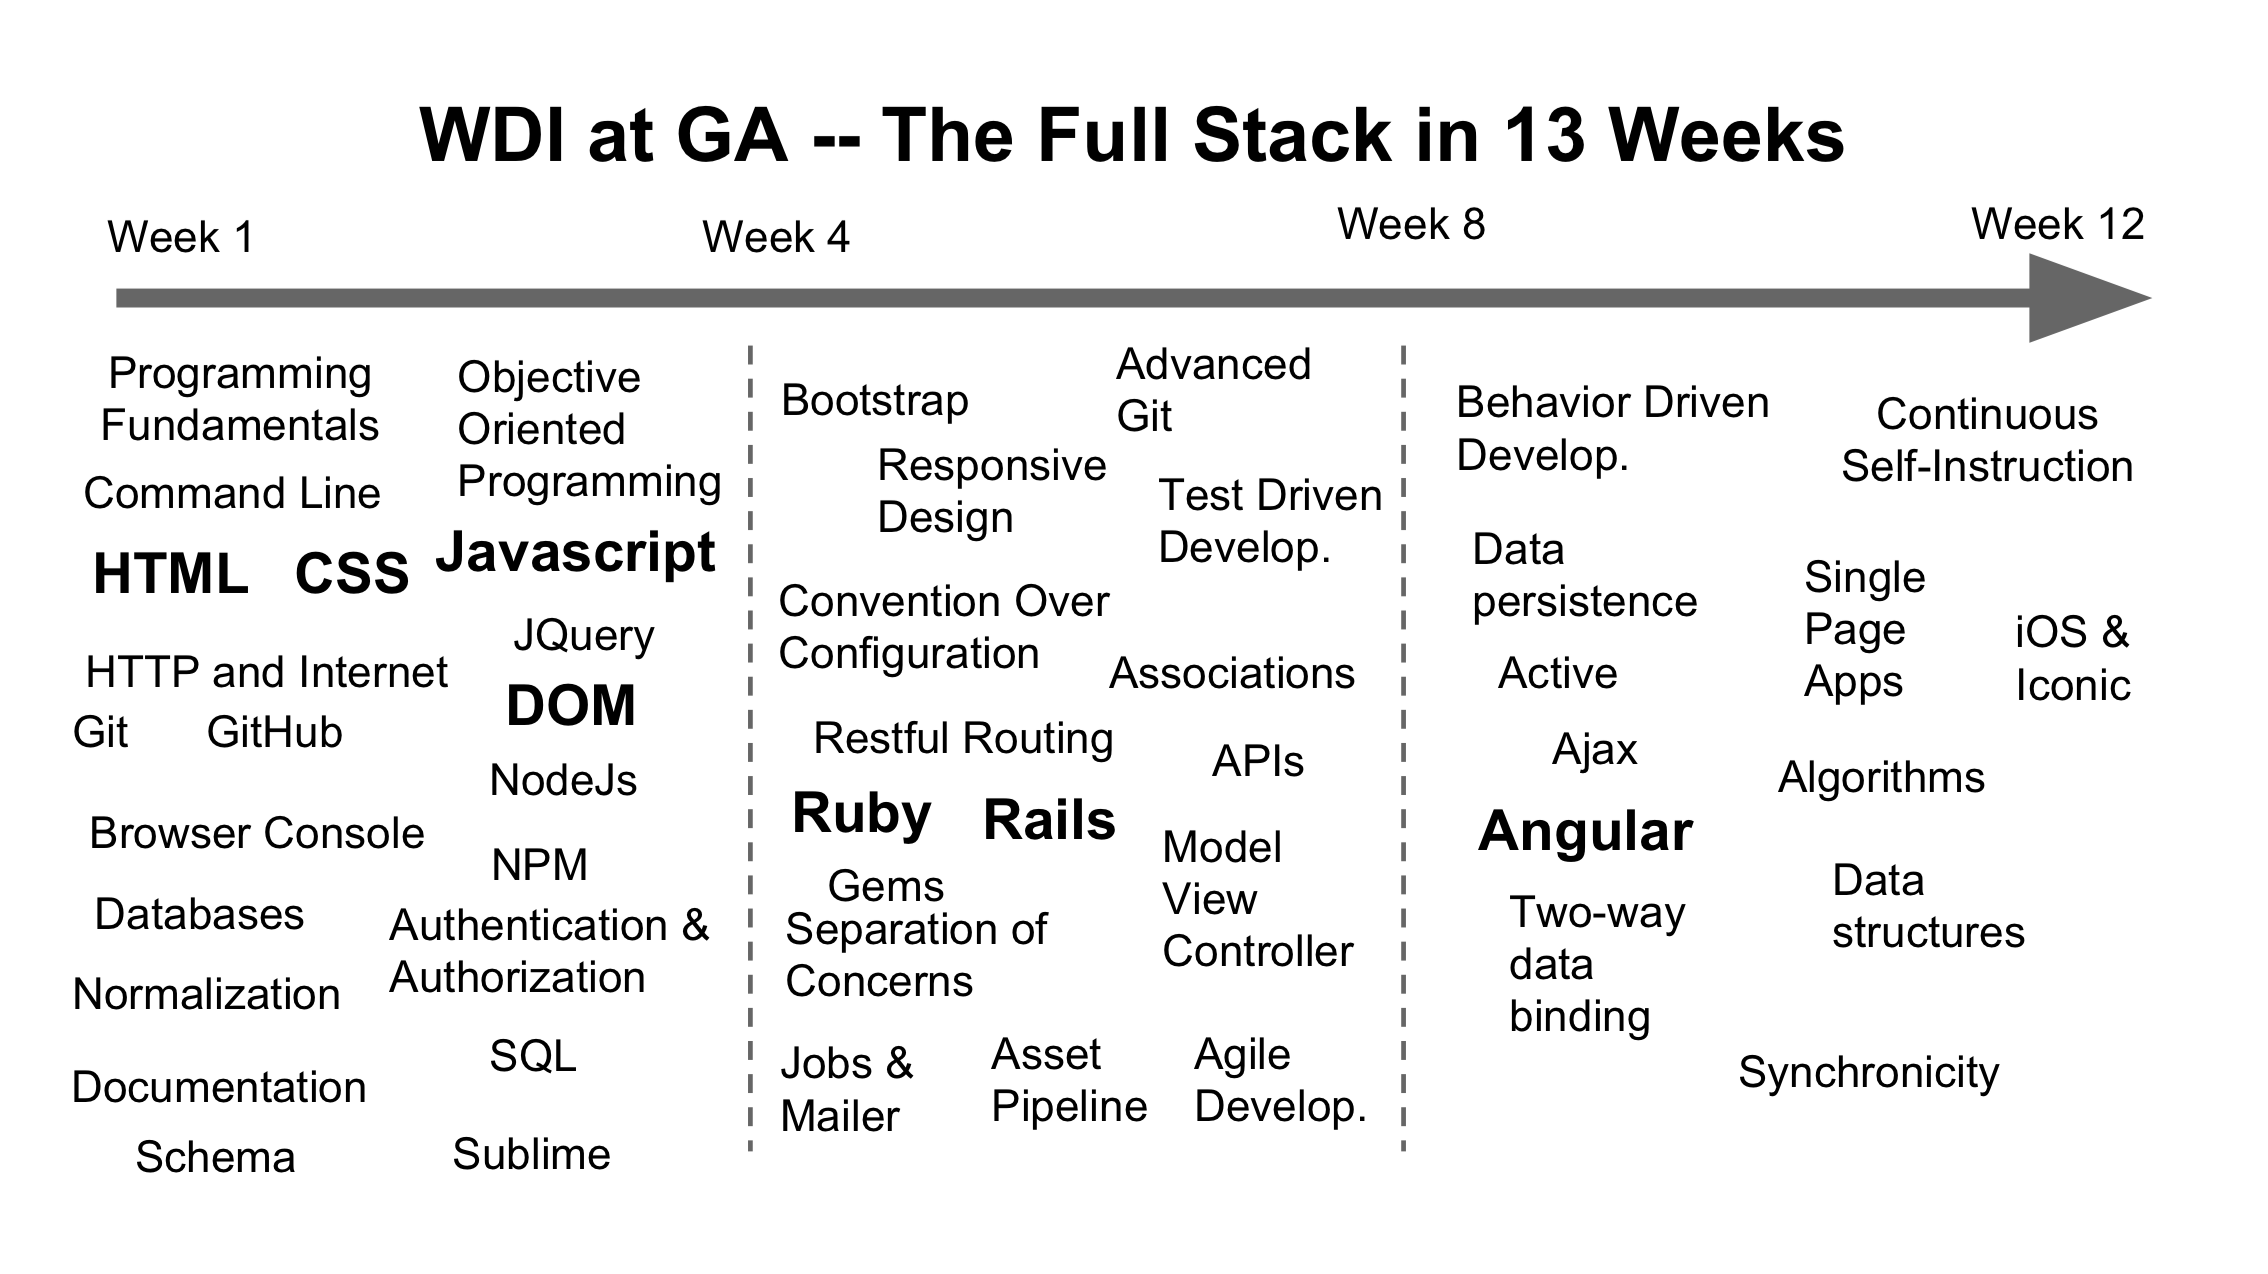 WDI at GA -- The Full Stack in 13 Weeks
Week 1
Week 4
Week 8
Week 12
Programming
Fundamentals
Command Line
HTML
CSS
HTTP and Internet
Git
GitHub
Browser Console
Databases
Normalization
Documentation
Schema
Objective
Oriented
Programming
Javascript
JQuery
DOM
NodeJs
NPM
Authentication &
Authorization
SQL
Sublime
Bootstrap
Advanced
Git
Responsive
Design
Test Driven
Develop.
Convention Over
Configuration
Associations
Restful Routing
APIs
Ruby
Rails
Gems
Model
View
Controller
Separation of
Concerns
Jobs &
Mailer
Asset
Pipeline
Agile
Develop.
Behavior Driven
Develop.
Continuous
Self-Instruction
Data
persistence
Single
Page
Apps
iOS &
Iconic
Active
Ajax
Algorithms
Angular
Two-way
data
binding
Data
structures
Synchronicity